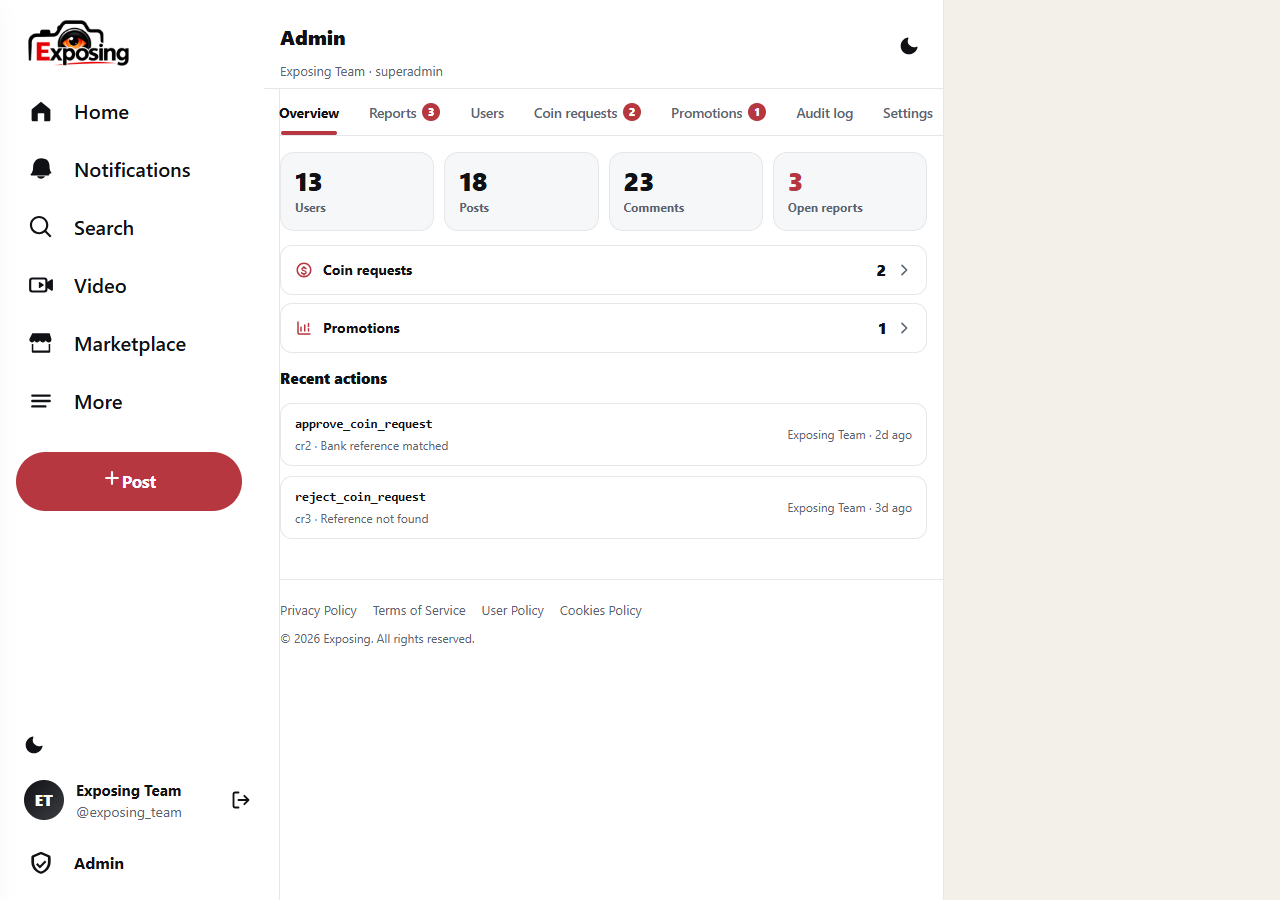 Exposing
Home
Notifications
Search
Video
Marketplace
More
Post
ET
Exposing Team
@exposing_team
Admin
Admin
Exposing Team · superadmin
Overview
Reports 3
Users
Coin requests 2
Promotions 1
Audit log
Settings
13
Users
18
Posts
23
Comments
3
Open reports
Coin requests 2
Promotions 1
Recent actions
approve_coin_request
cr2 · Bank reference matched
Exposing Team · 2d ago
reject_coin_request
cr3 · Reference not found
Exposing Team · 3d ago
Privacy Policy Terms of Service User Policy Cookies Policy
© 2026 Exposing. All rights reserved.